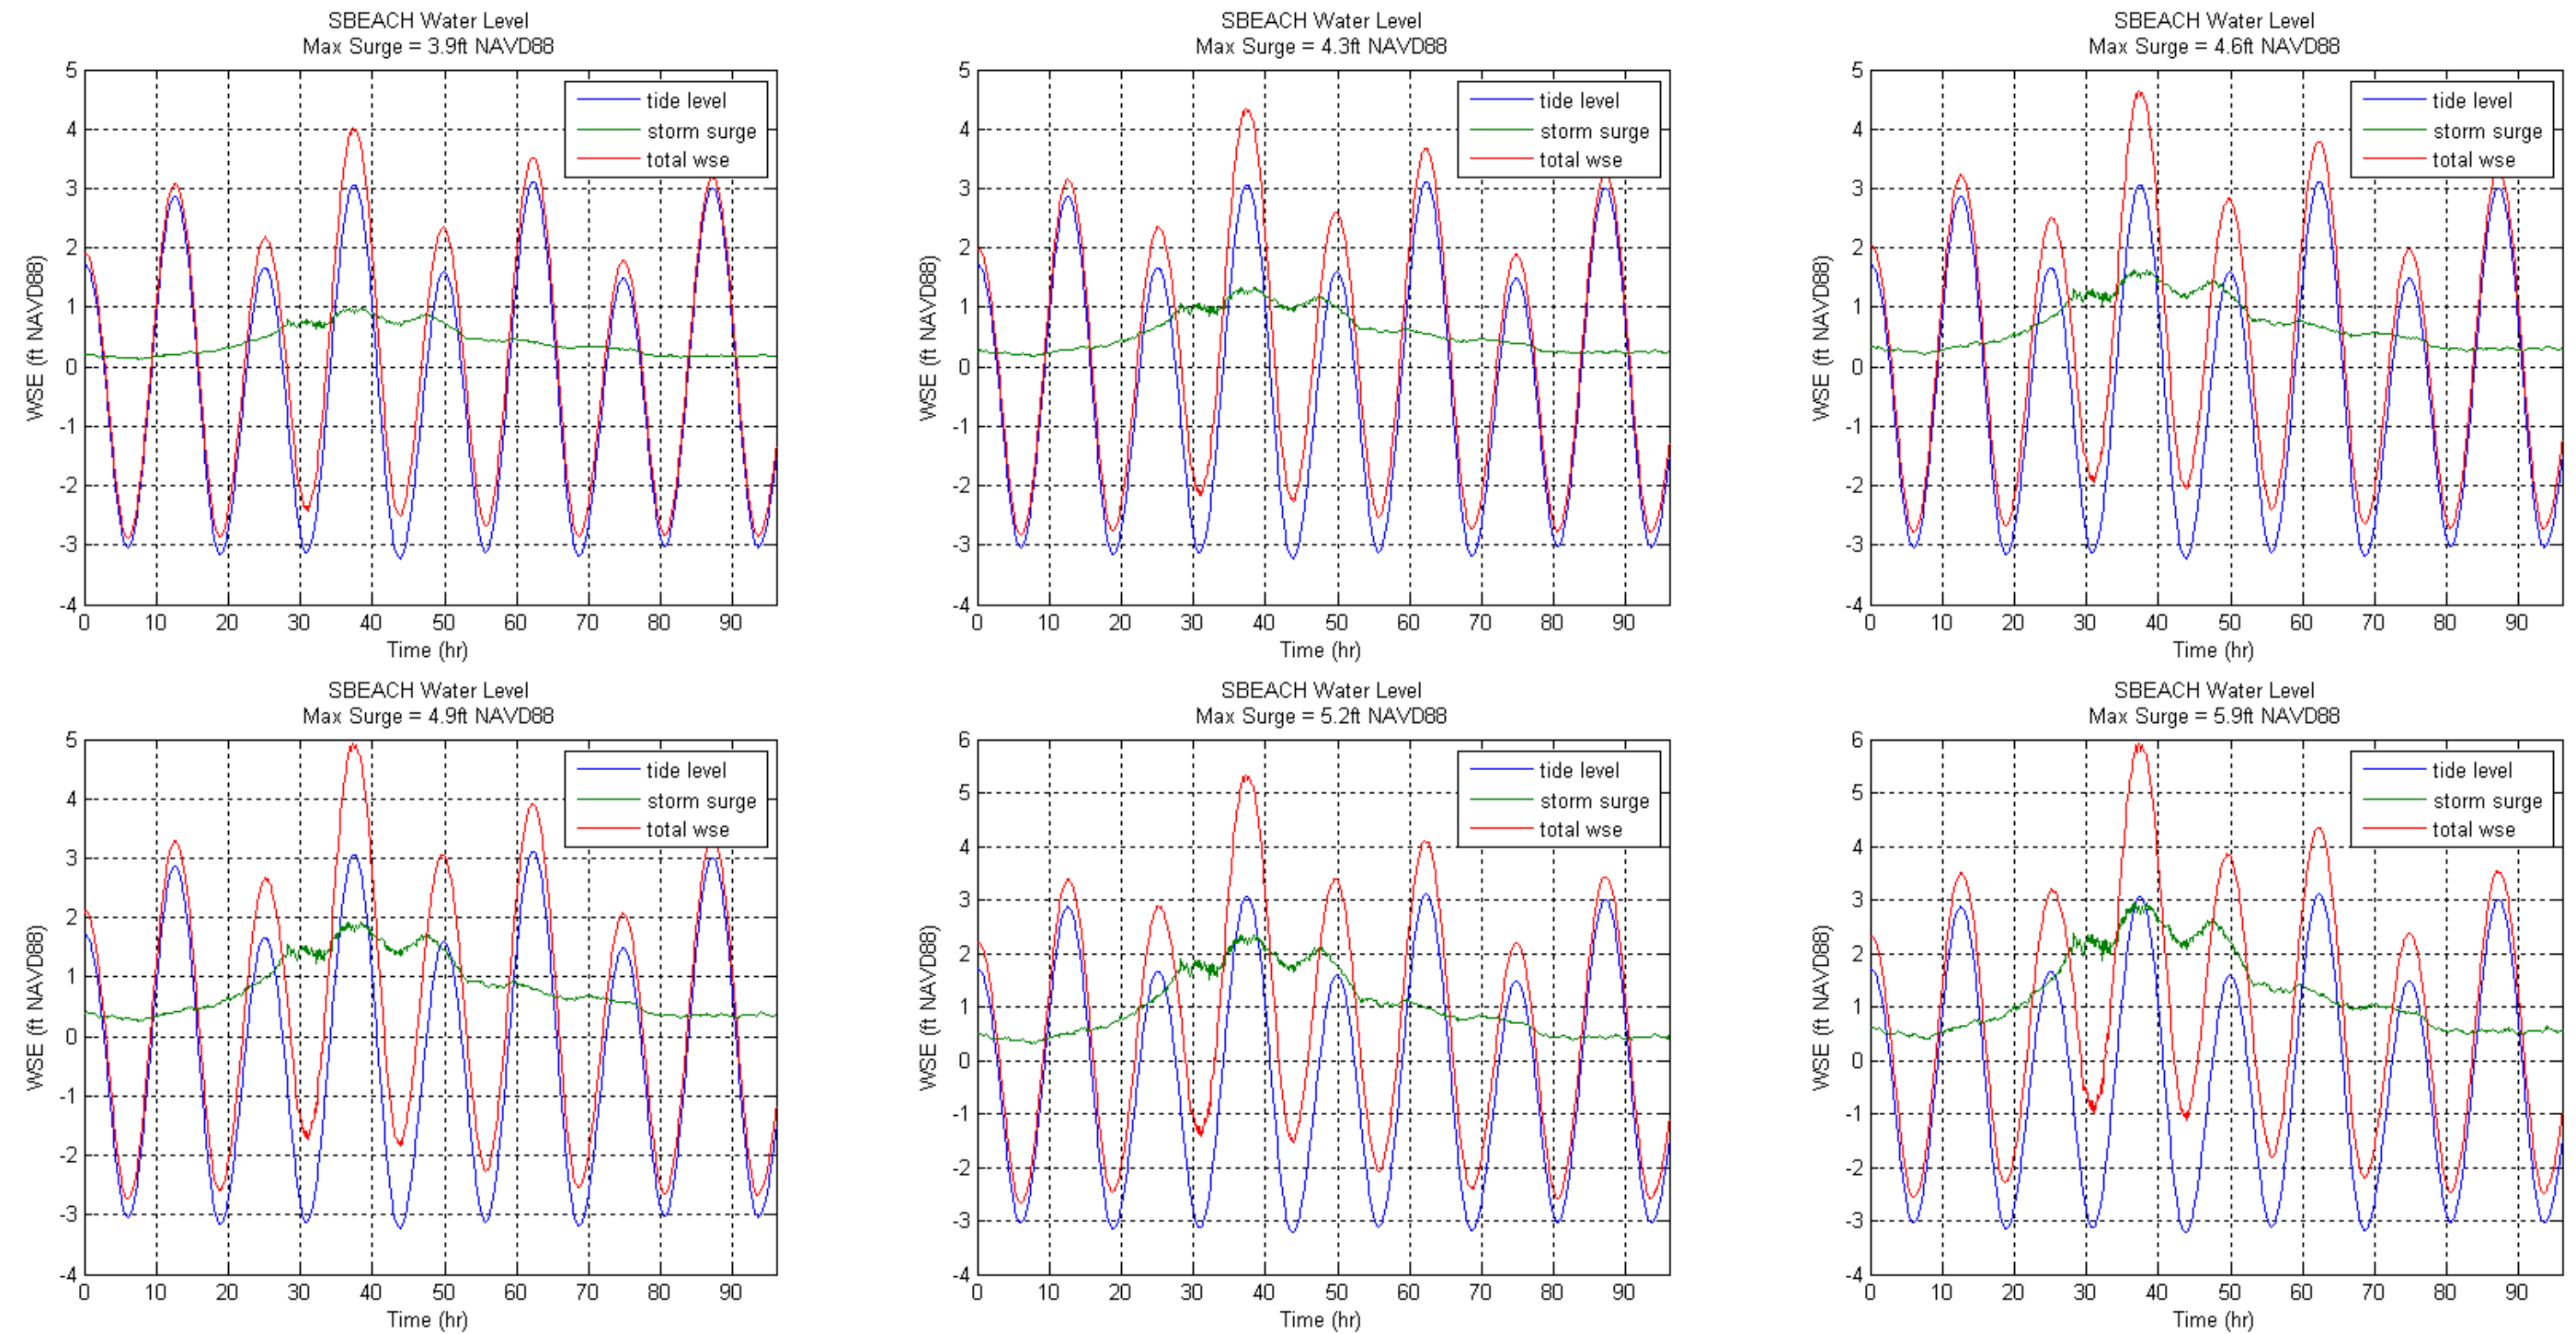 SBEACH Water Level
Max Surge = 3.9ft NAVD88
5
4
3
2
1
0
-1
-2
-3
-4
WSE (ft NAVD88)
tide level
storm surge
total wse
0 10 20 30 40 50 60 70 80 90
Time (hr)
SBEACH Water Level
Max Surge = 4.3ft NAVD88
5
4
3
2
1
0
-1
-2
-3
-4
WSE (ft NAVD88)
tide level
storm surge
total wse
0 10 20 30 40 50 60 70 80 90
Time (hr)
SBEACH Water Level
Max Surge = 4.6ft NAVD88
5
4
3
2
1
0
-1
-2
-3
-4
WSE (ft NAVD88)
tide level
storm surge
total wse
0 10 20 30 40 50 60 70 80 90
Time (hr)
SBEACH Water Level
Max Surge = 4.9ft NAVD88
5
4
3
2
1
0
-1
-2
-3
-4
WSE (ft NAVD88)
tide level
storm surge
total wse
0 10 20 30 40 50 60 70 80 90
Time (hr)
SBEACH Water Level
Max Surge = 5.2ft NAVD88
6
5
4
3
2
1
0
-1
-2
-3
-4
WSE (ft NAVD88)
tide level
storm surge
total wse
0 10 20 30 40 50 60 70 80 90
Time (hr)
SBEACH Water Level
Max Surge = 5.9ft NAVD88
6
5
4
3
2
1
0
-1
-2
-3
-4
WSE (ft NAVD88)
tide level
storm surge
total wse
0 10 20 30 40 50 60 70 80 90
Time (hr)